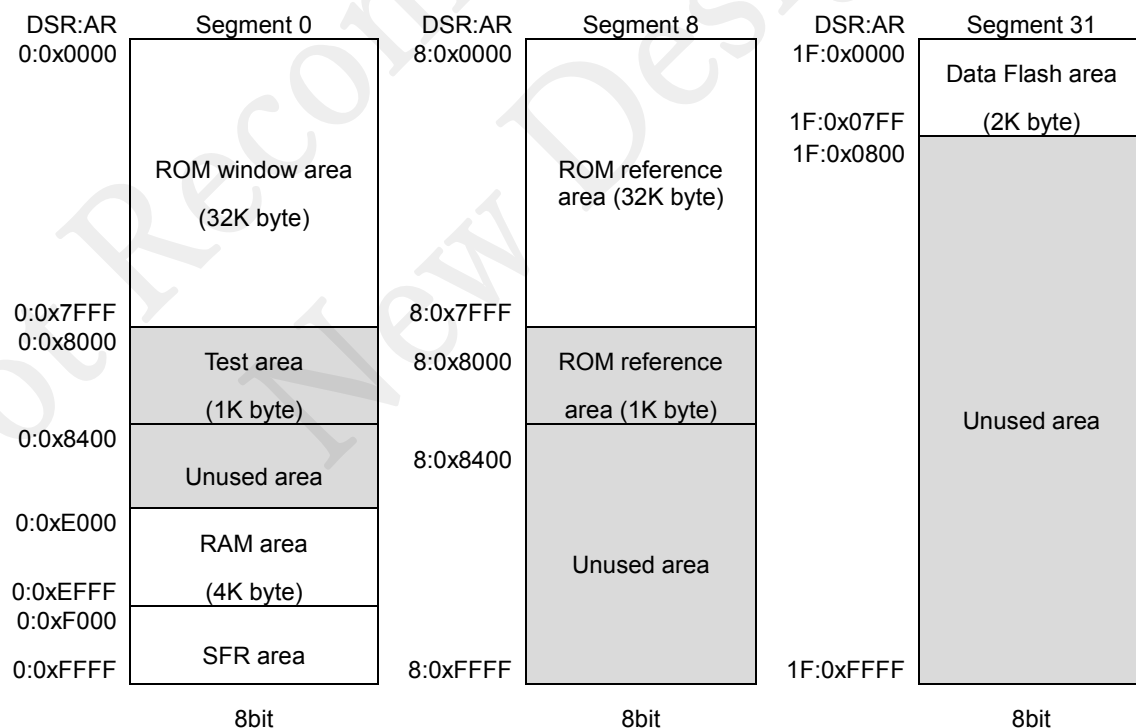 DSR:AR Segment 0 DSR:AR Segment 8 DSR:AR Segment 31
0:0x0000 8:0x0000 1F:0x0000
Data Flash area
1F:0x07FF (2K byte)
1F:0x0800
ROM window area ROM reference
area (32K byte)
(32K byte)
0:0x7FFF 8:0x7FFF
0:0x8000
Test area 8:0x8000 ROM reference
(1K byte) area (1K byte)
0:0x8400 Unused area
8:0x8400
Unused area
0:0xE000
RAM area
Unused area
0:0xEFFF (4K byte)
0:0xF000
SFR area
0:0xFFFF 8:0xFFFF 1F:0xFFFF
8bit 8bit 8bit